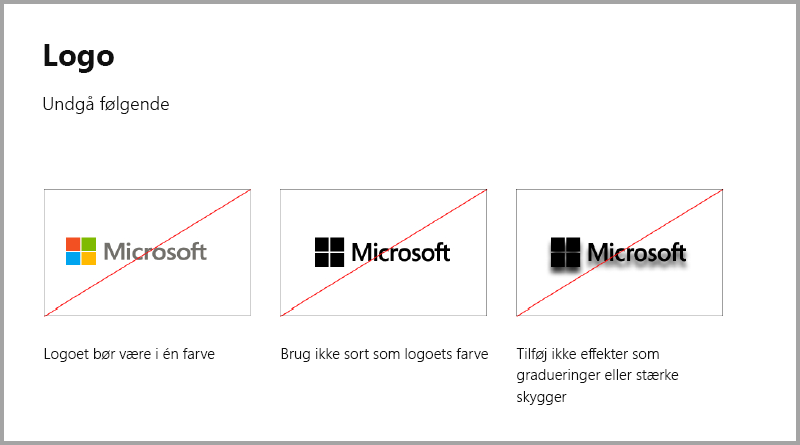 Logo
Undgå følgende
Microsoft
Microsoft
Microsoft
Logoet bør være i én farve
Brug ikke sort som logoets farve
Tilføj ikke effekter som
gradueringer eller stærke
skygger